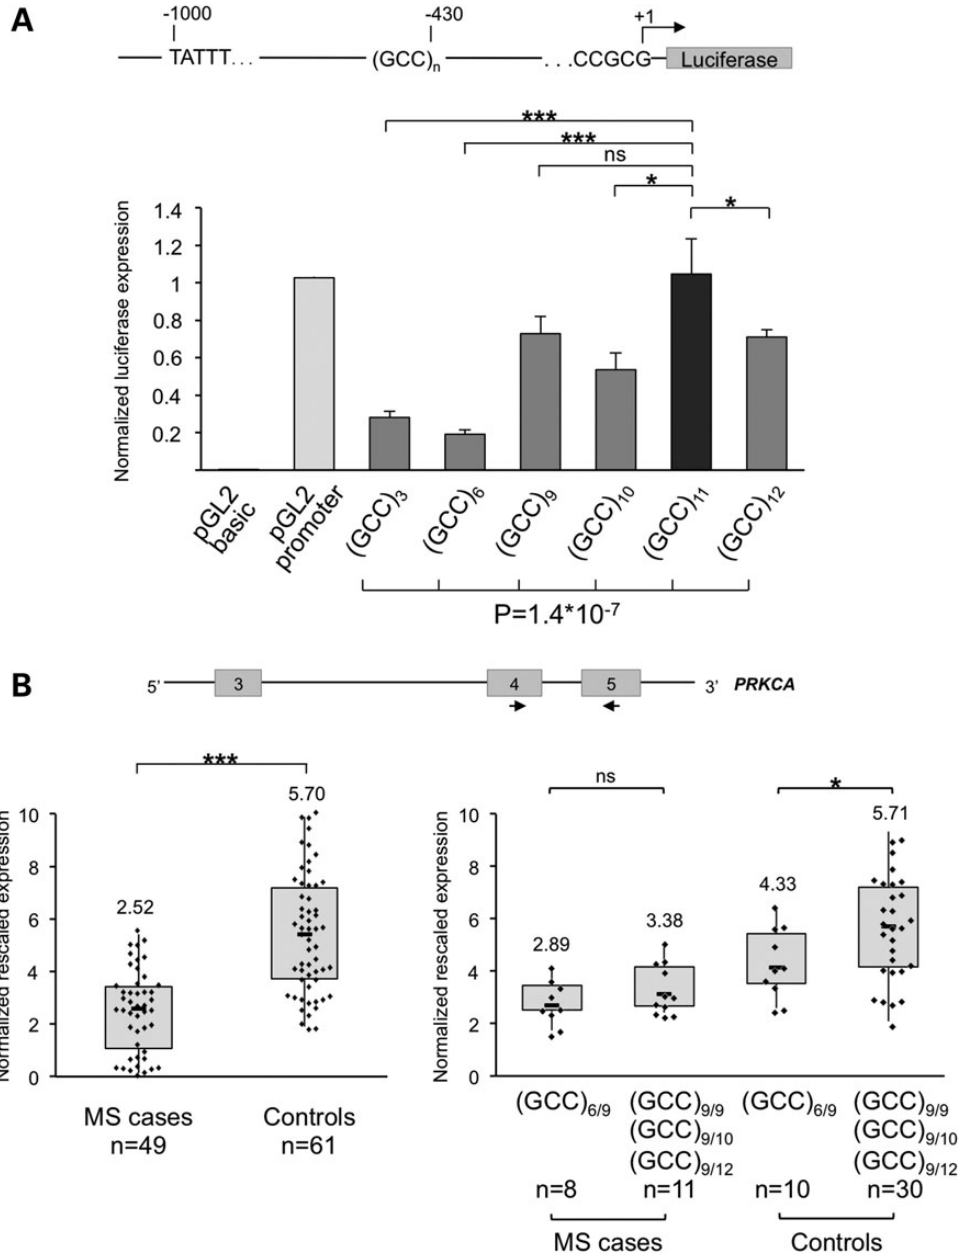 A
-1000 -430 +1
TATTT... (GCC)n ...CCGCG Luciferase
***
***
ns
*
*
Normalized luciferase expression
1.4
1.2
1
0.8
0.6
0.4
0.2
pGL2 basic
pGL2 promoter
(GCC)3
(GCC)6
(GCC)9
(GCC)10
(GCC)11
(GCC)12
P=1.4*10-7
B
5' 3 4 5 3' PRKCA
***
5.70
2.52
Normalized rescaled expression
10
8
6
4
2
0
MS cases Controls
n=49 n=61
ns *
5.71
4.33
3.38
2.89
Normalized rescaled expression
10
8
6
4
2
0
(GCC)6/9 (GCC)9/9 (GCC)6/9 (GCC)9/9
(GCC)9/10 (GCC)9/10
(GCC)9/12 (GCC)9/12
n=8 n=11 n=10 n=30
MS cases Controls